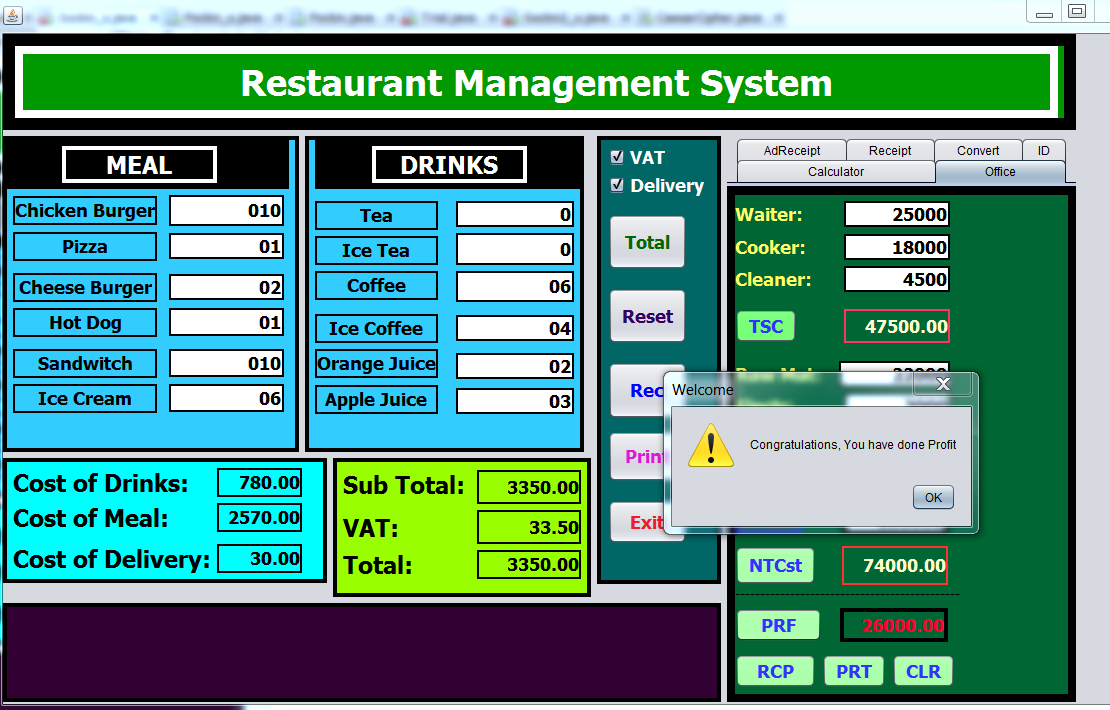 Restaurant Management System
MEAL
Chicken Burger 010
Pizza 01
Cheese Burger 02
Hot Dog 01
Sandwitch 010
Ice Cream 06
DRINKS
Tea 0
Ice Tea 0
Coffee 06
Ice Coffee 04
Orange Juice 02
Apple Juice 03
VAT
Delivery
Total
Reset
Rec
Print
Exit
AdReceipt Receipt Convert ID
Calculator Office
Waiter: 25000
Cooker: 18000
Cleaner: 4500
TSC 47500.00
Welcome
Congratulations, You have done Profit
OK
NTCst 74000.00
PRF 26000.00
RCP PRT CLR
Cost of Drinks: 780.00
Cost of Meal: 2570.00
Cost of Delivery: 30.00
Sub Total: 3350.00
VAT: 33.50
Total: 3350.00